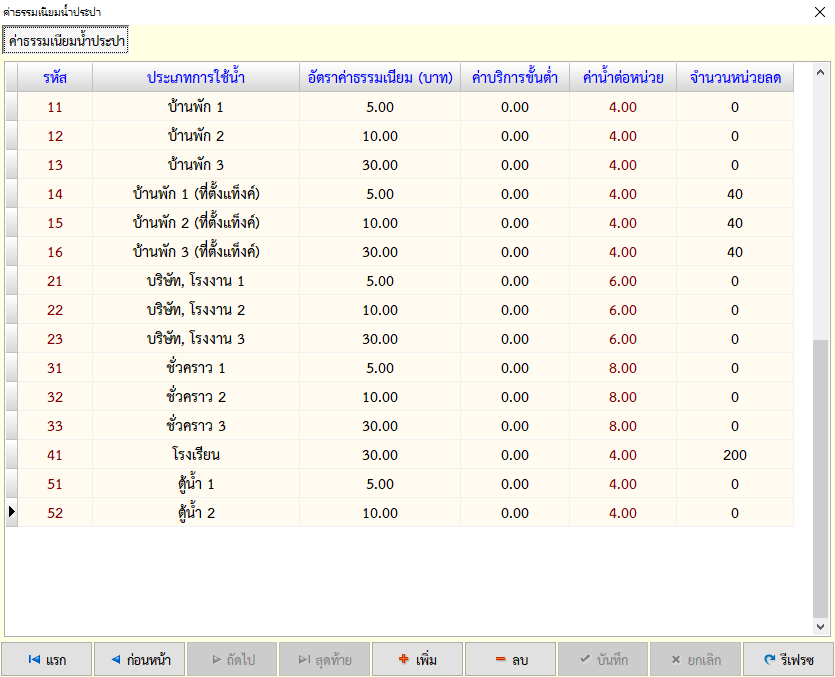 ค่าธรรมเนียมน้ำประปา
ค่าธรรมเนียมน้ำประปา
รหัส ประเภทการใช้น้ำ อัตราค่าธรรมเนียม (บาท) ค่าบริการขั้นต่ำ ค่าน้ำต่อหน่วย จำนวนหน่วยลด
11 บ้านพัก 1 5.00 0.00 4.00 0
12 บ้านพัก 2 10.00 0.00 4.00 0
13 บ้านพัก 3 30.00 0.00 4.00 0
14 บ้านพัก 1 (ที่ตั้งแท็งค์) 5.00 0.00 4.00 40
15 บ้านพัก 2 (ที่ตั้งแท็งค์) 10.00 0.00 4.00 40
16 บ้านพัก 3 (ที่ตั้งแท็งค์) 30.00 0.00 4.00 40
21 บริษัท, โรงงาน 1 5.00 0.00 6.00 0
22 บริษัท, โรงงาน 2 10.00 0.00 6.00 0
23 บริษัท, โรงงาน 3 30.00 0.00 6.00 0
31 ชั่วคราว 1 5.00 0.00 8.00 0
32 ชั่วคราว 2 10.00 0.00 8.00 0
33 ชั่วคราว 3 30.00 0.00 8.00 0
41 โรงเรียน 30.00 0.00 4.00 200
51 ตู้น้ำ 1 5.00 0.00 4.00 0
52 ตู้น้ำ 2 10.00 0.00 4.00 0
แรก ก่อนหน้า ถัดไป สุดท้าย เพิ่ม ลบ บันทึก ยกเลิก รีเฟรช